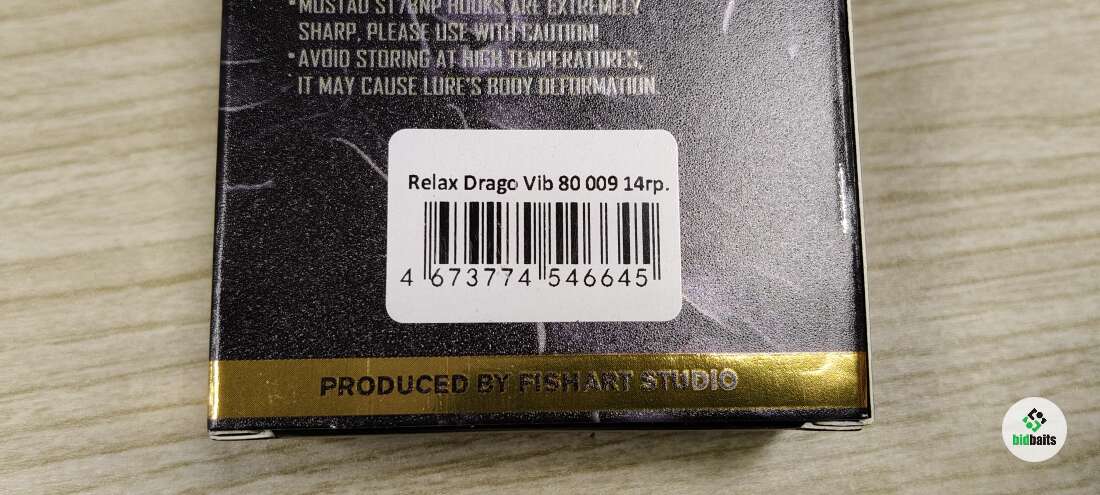 •MUSTAD ST78NP HOOKS ARE EXTREMELY
SHARP, PLEASE USE WITH CAUTION!
•AVOID STORING AT HIGH TEMPERATURES,
IT MAY CAUSE LURE'S BODY DEFORMATION.
Relax Drago Vib 80 009 14гр.
4 673774 546645
PRODUCED BY FISHART STUDIO
bidbaits